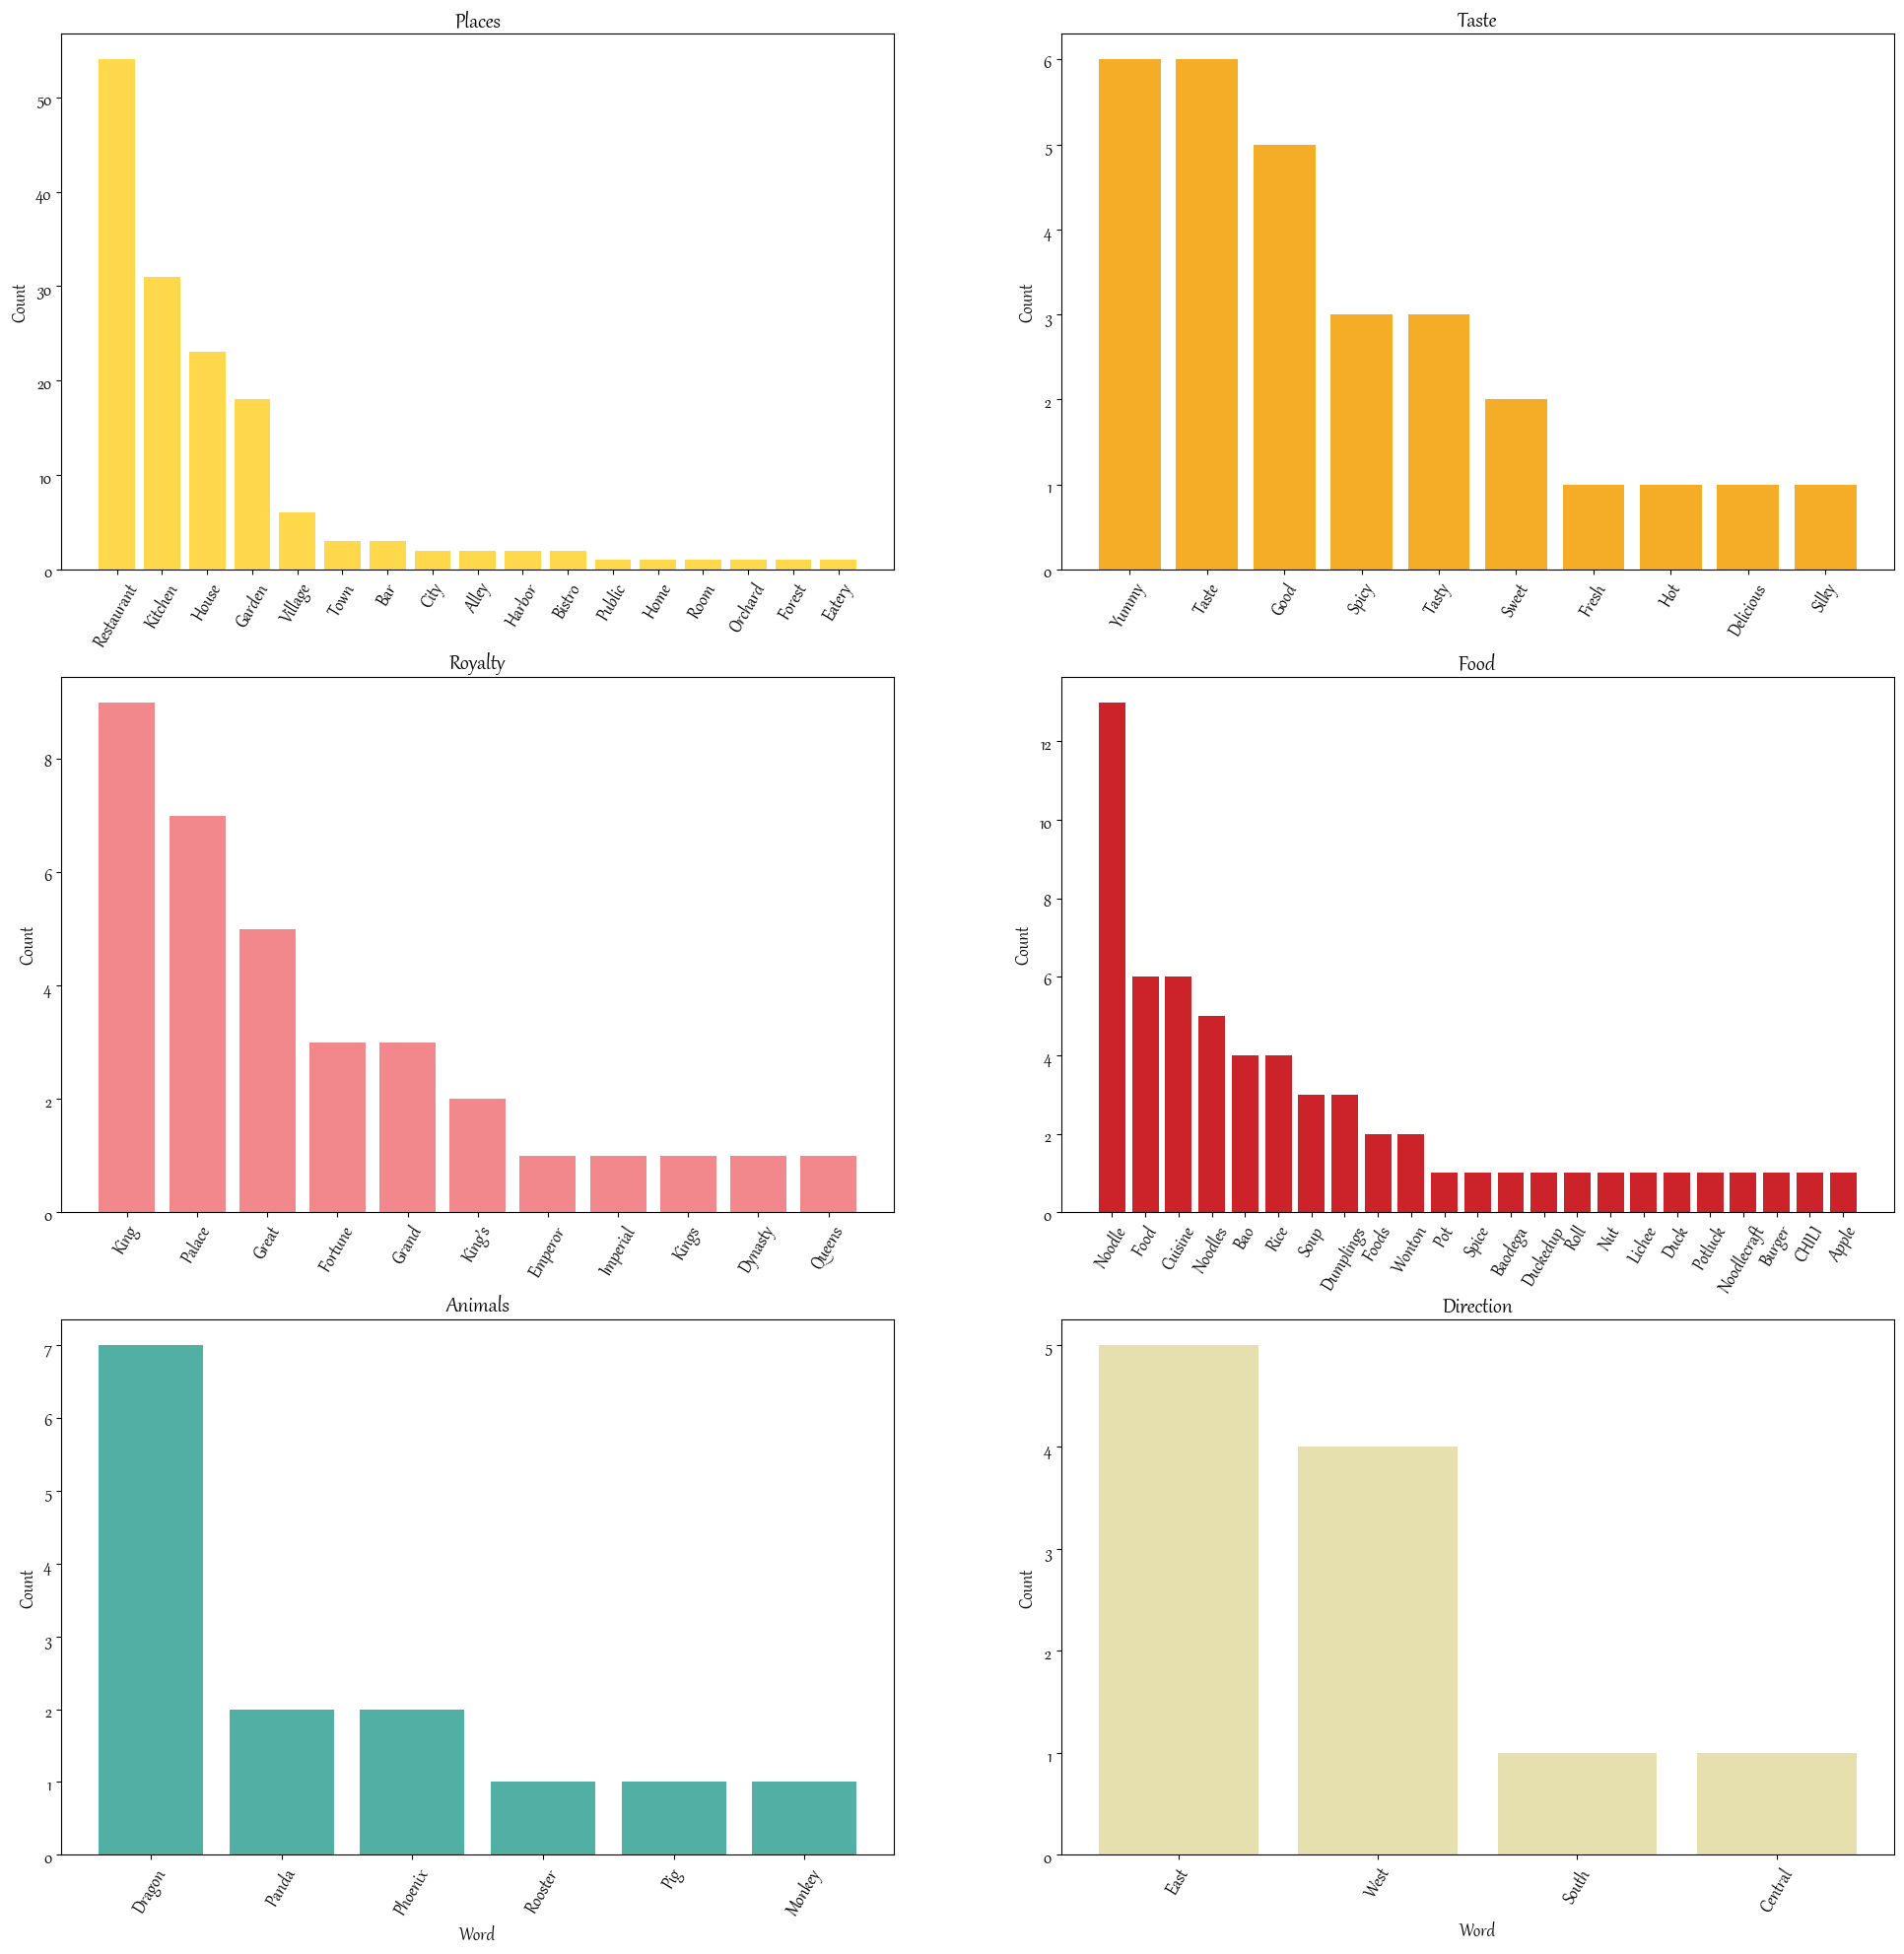 Places
Count
50
40
30
20
10
0
Restaurant
Kitchen
House
Garden
Village
Town
Bar
City
Alley
Harbor
Bistro
Public
Home
Room
Orchard
Forest
Eatery
Taste
Count
6
5
4
3
2
1
0
Yummy
Taste
Good
Spicy
Tasty
Sweet
Fresh
Hot
Delicious
Silky
Royalty
Count
8
6
4
2
0
King
Palace
Great
Fortune
Grand
King's
Emperor
Imperial
Kings
Dynasty
Queens
Food
Count
12
10
8
6
4
2
0
Noodle
Food
Cuisine
Noodles
Bao
Rice
Soup
Dumplings
Foods
Wonton
Pot
Spice
Baodega
Duckedup
Roll
Nut
Lichee
Duck
Potluck
Noodlecraft
Burger
CHILI
Apple
Animals
Count
7
6
5
4
3
2
1
0
Dragon
Panda
Phoenix
Rooster
Pig
Monkey
Word
Direction
Count
5
4
3
2
1
0
East
West
South
Central
Word